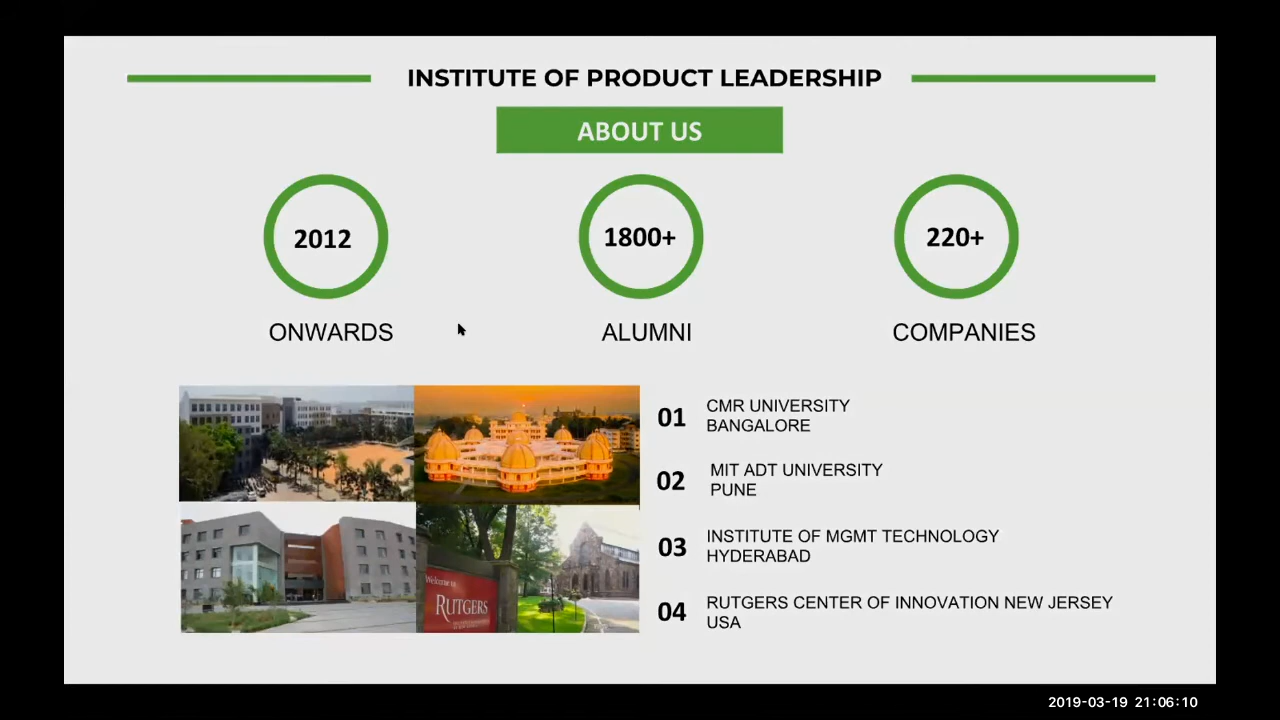 INSTITUTE OF PRODUCT LEADERSHIP
ABOUT US
2012
1800+
220+
ONWARDS
ALUMNI
COMPANIES
01
CMR UNIVERSITY
BANGALORE
02
MIT ADT UNIVERSITY
PUNE
03
INSTITUTE OF MGMT TECHNOLOGY
HYDERABAD
04
RUTGERS CENTER OF INNOVATION NEW JERSEY
USA
Welcome to
RUTGERS
2019-03-19 21:06:10